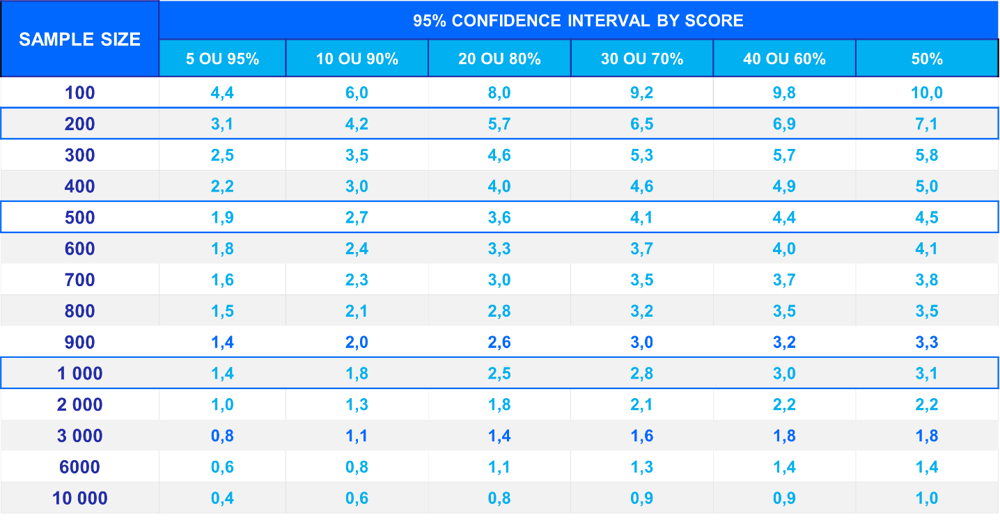 95% CONFIDENCE INTERVAL BY SCORE
SAMPLE SIZE
5 OU 95% 10 OU 90% 20 OU 80% 30 OU 70% 40 OU 60% 50%
100 4,4 6,0 8,0 9,2 9,8 10,0
200 3,1 4,2 5,7 6,5 6,9 7,1
300 2,5 3,5 4,6 5,3 5,7 5,8
400 2,2 3,0 4,0 4,6 4,9 5,0
500 1,9 2,7 3,6 4,1 4,4 4,5
600 1,8 2,4 3,3 3,7 4,0 4,1
700 1,6 2,3 3,0 3,5 3,7 3,8
800 1,5 2,1 2,8 3,2 3,5 3,5
900 1,4 2,0 2,6 3,0 3,2 3,3
1 000 1,4 1,8 2,5 2,8 3,0 3,1
2 000 1,0 1,3 1,8 2,1 2,2 2,2
3 000 0,8 1,1 1,4 1,6 1,8 1,8
6000 0,6 0,8 1,1 1,3 1,4 1,4
10 000 0,4 0,6 0,8 0,9 0,9 1,0